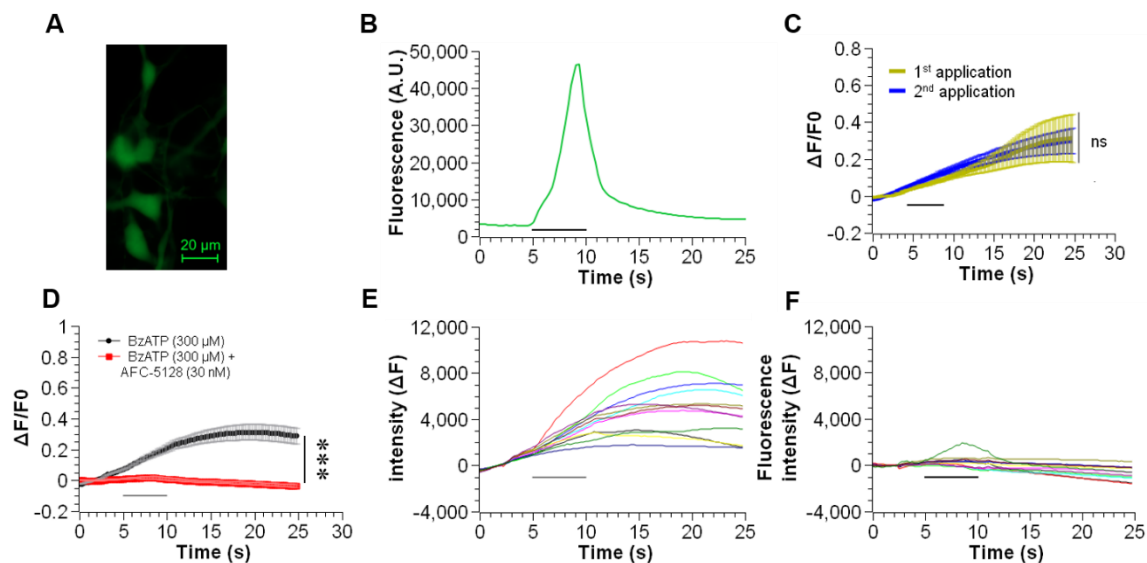 A
20 µm
B
50,000
40,000
30,000
20,000
10,000
0
Fluorescence (A.U.)
0 5 10 15 20 25
Time (s)
C
0.8
0.6
0.4
0.2
0
-0.2
ΔF/F0
1st application
2nd application
ns
0 5 10 15 20 25 30
Time (s)
D
1
0.8
0.6
0.4
0.2
0
-0.2
ΔF/F0
BzATP (300 µM)
BzATP (300 µM) +
AFC-5128 (30 nM)
***
0 5 10 15 20 25 30
Time (s)
E
12,000
8,000
4,000
0
-4,000
intensity (ΔF)
0 5 10 15 20 25
Time (s)
F
12,000
8,000
4,000
0
-4,000
Fluorescence
intensity (ΔF)
0 5 10 15 20 25
Time (s)